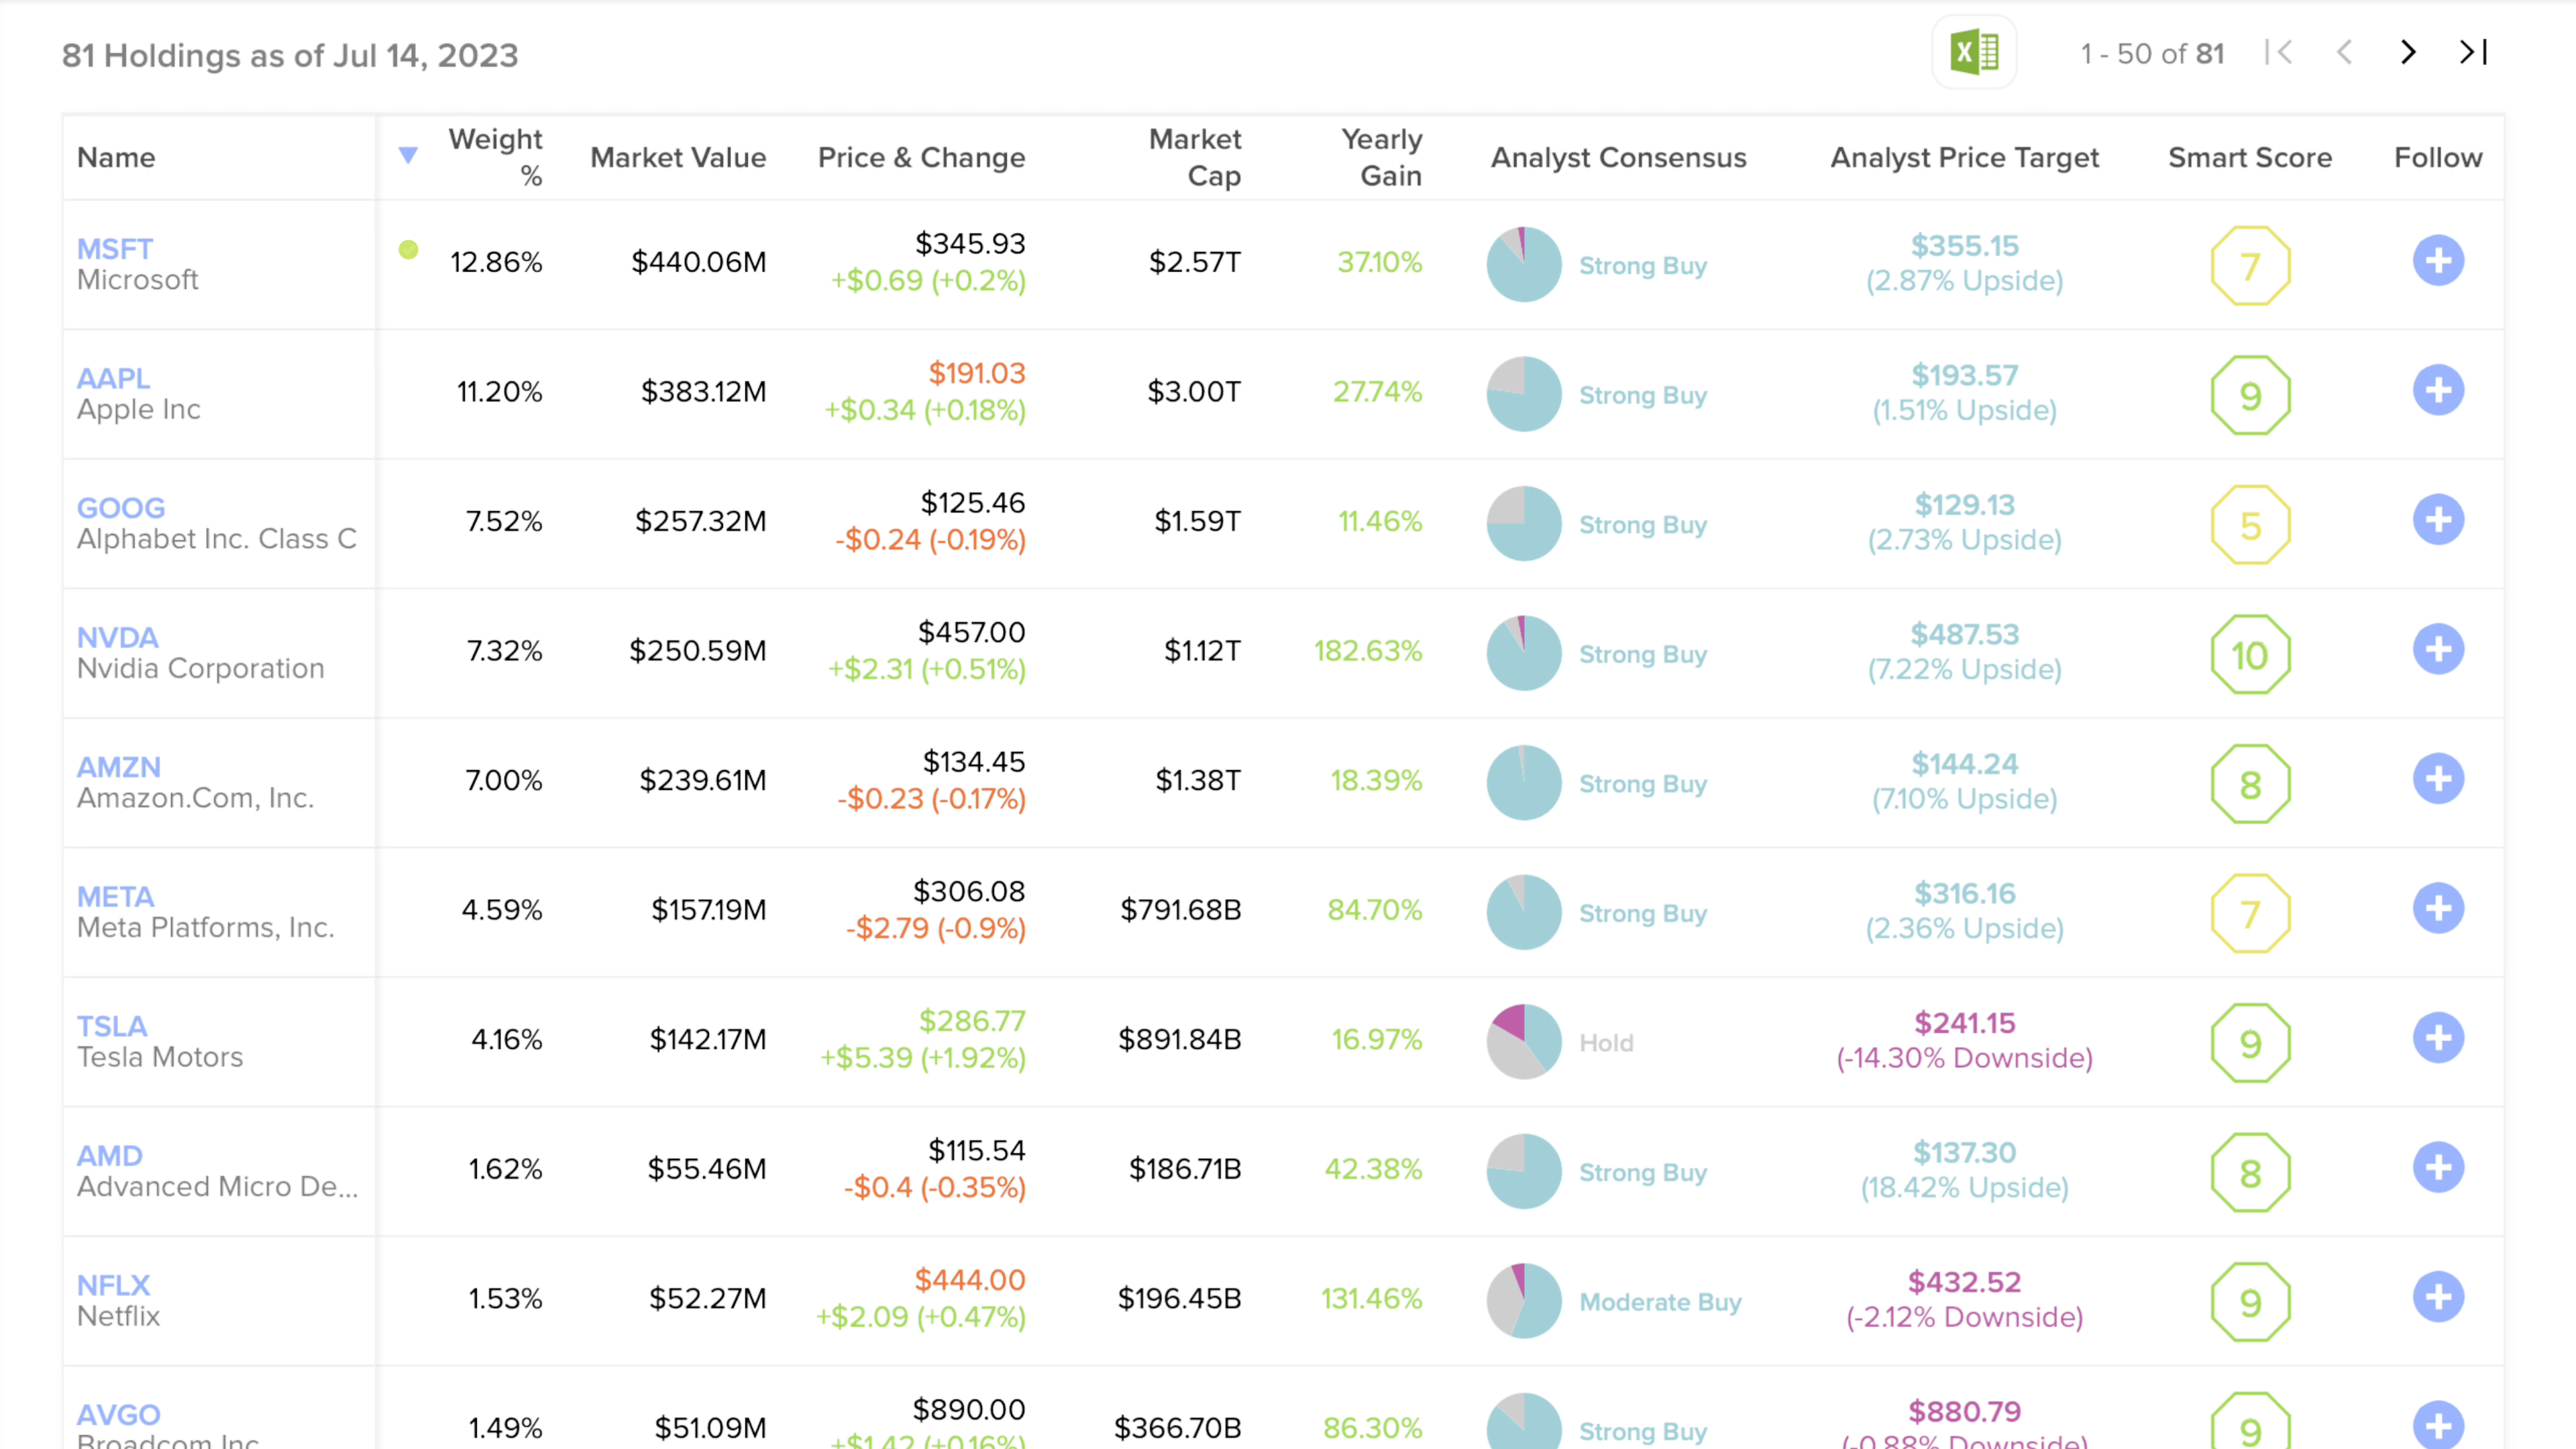 81 Holdings as of Jul 14, 2023
X
1 - 50 of 81
Name Weight % Market Value Price & Change Market Cap Yearly Gain Analyst Consensus Analyst Price Target Smart Score Follow
MSFT
Microsoft
12.86% $440.06M $345.93
+$0.69 (+0.2%)
$2.57T 37.10% Strong Buy $355.15
(2.87% Upside)
7
AAPL
Apple Inc
11.20% $383.12M $191.03
+$0.34 (+0.18%)
$3.00T 27.74% Strong Buy $193.57
(1.51% Upside)
9
GOOG
Alphabet Inc. Class C
7.52% $257.32M $125.46
-$0.24 (-0.19%)
$1.59T 11.46% Strong Buy $129.13
(2.73% Upside)
5
NVDA
Nvidia Corporation
7.32% $250.59M $457.00
+$2.31 (+0.51%)
$1.12T 182.63% Strong Buy $487.53
(7.22% Upside)
10
AMZN
Amazon.Com, Inc.
7.00% $239.61M $134.45
-$0.23 (-0.17%)
$1.38T 18.39% Strong Buy $144.24
(7.10% Upside)
8
META
Meta Platforms, Inc.
4.59% $157.19M $306.08
-$2.79 (-0.9%)
$791.68B 84.70% Strong Buy $316.16
(2.36% Upside)
7
TSLA
Tesla Motors
4.16% $142.17M $286.77
+$5.39 (+1.92%)
$891.84B 16.97% Hold $241.15
(-14.30% Downside)
9
AMD
Advanced Micro De...
1.62% $55.46M $115.54
-$0.4 (-0.35%)
$186.71B 42.38% Strong Buy $137.30
(18.42% Upside)
8
NFLX
Netflix
1.53% $52.27M $444.00
+$2.09 (+0.47%)
$196.45B 131.46% Moderate Buy $432.52
(-2.12% Downside)
9
AVGO
Broadcom Inc
1.49% $51.09M $890.00
+$1.42 (+0.16%)
$366.70B 86.30% Strong Buy $880.79
(-0.88% Downside)
9